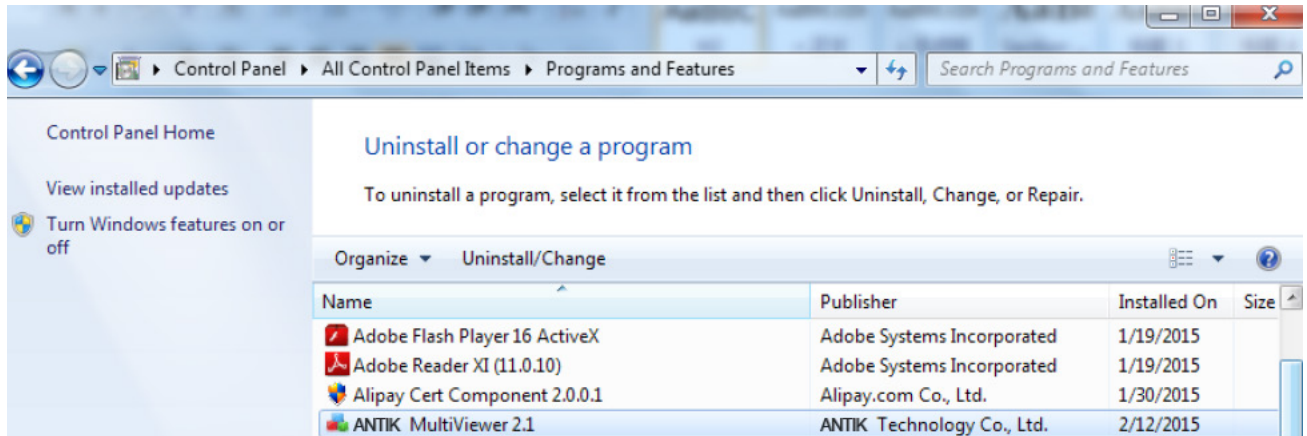 Control Panel ▸ All Control Panel Items ▸ Programs and Features Search Programs and Features
Control Panel Home
Uninstall or change a program
View installed updates
To uninstall a program, select it from the list and then click Uninstall, Change, or Repair.
Turn Windows features on or
off
Organize Uninstall/Change
Name Publisher Installed On Size
Adobe Flash Player 16 ActiveX Adobe Systems Incorporated 1/19/2015
Adobe Reader XI (11.0.10) Adobe Systems Incorporated 1/19/2015
Alipay Cert Component 2.0.0.1 Alipay.com Co., Ltd. 1/30/2015
ANTIK MultiViewer 2.1 ANTIK Technology Co., Ltd. 2/12/2015